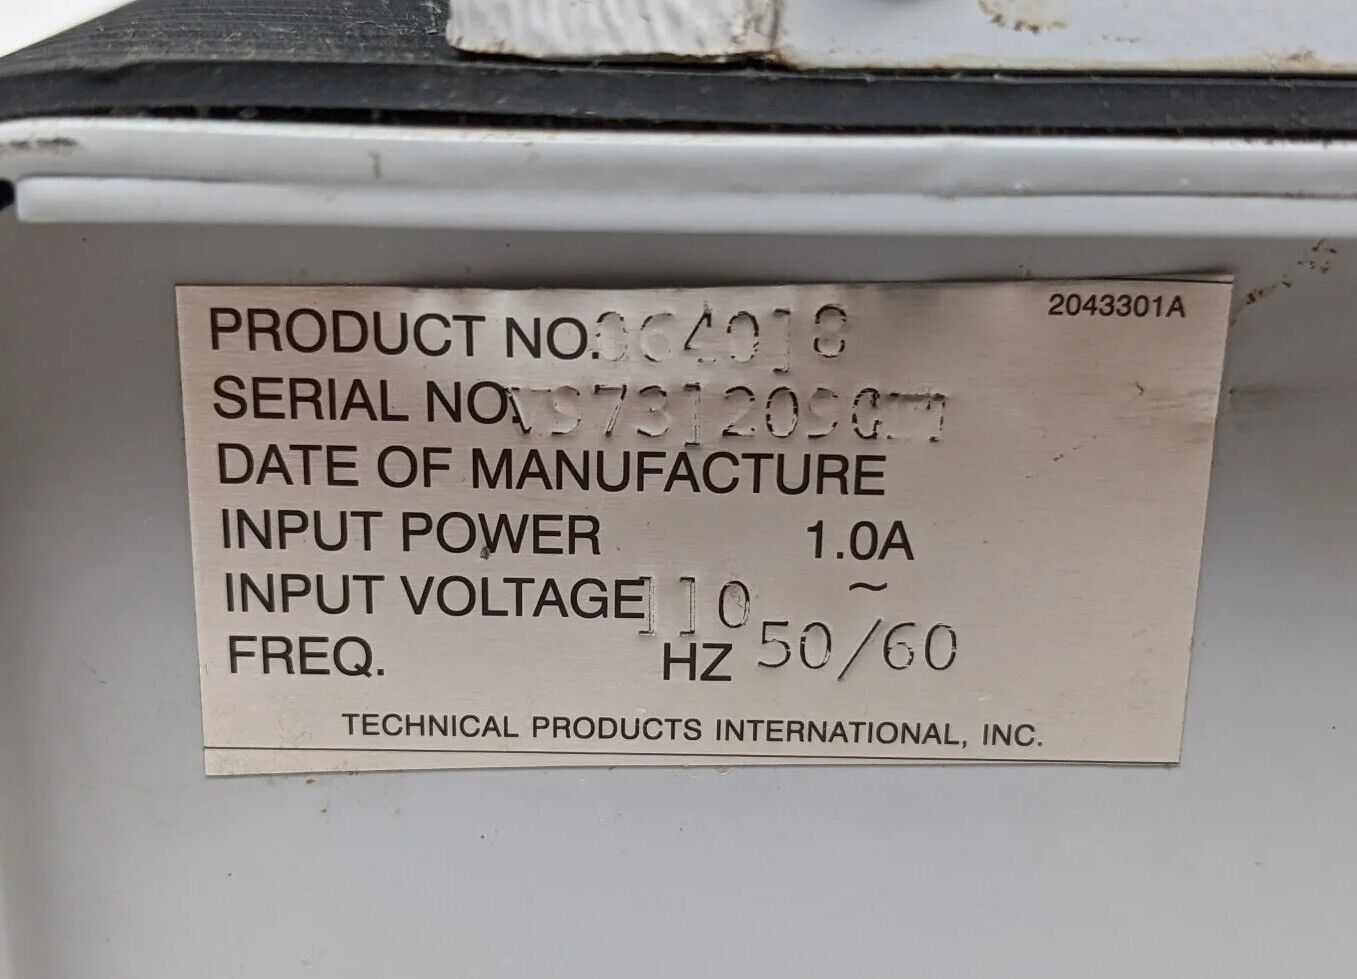 2043301A
PRODUCT NO. 064018
SERIAL NO.
DATE OF MANUFACTURE
INPUT POWER 1.0A
INPUT VOLTAGE 110 ~
FREQ. HZ 50/60
TECHNICAL PRODUCTS INTERNATIONAL, INC.